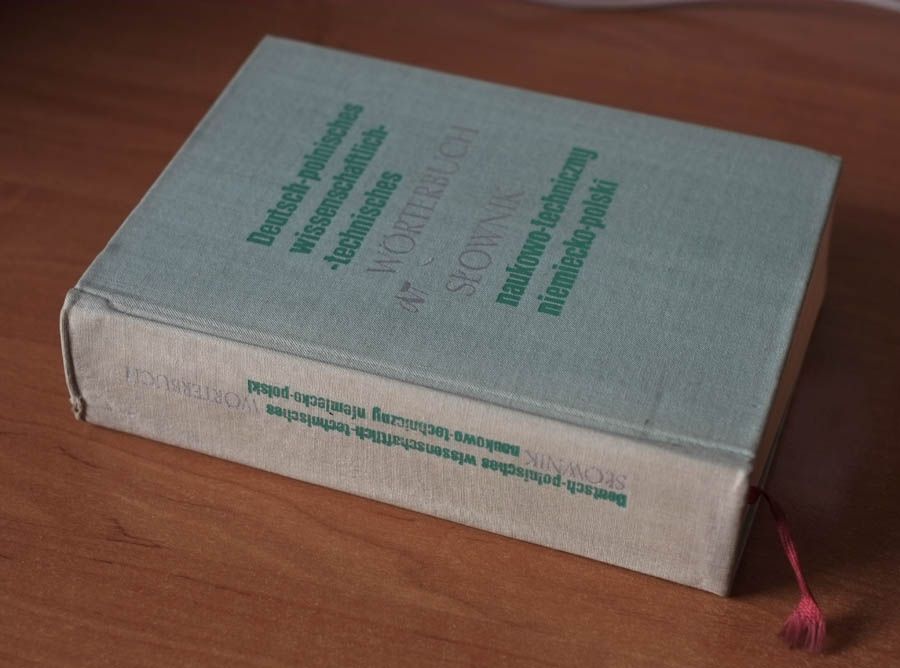 Deutsch-polnisches
wissenschaftlich-
-technisches
WÖRTERBUCH
SŁOWNIK
naukowo-techniczny
niemiecko-polski
Deutsch-polnisches wissenschaftlich-technisches WÖRTERBUCH
SŁOWNIK naukowo-techniczny niemiecko-polski